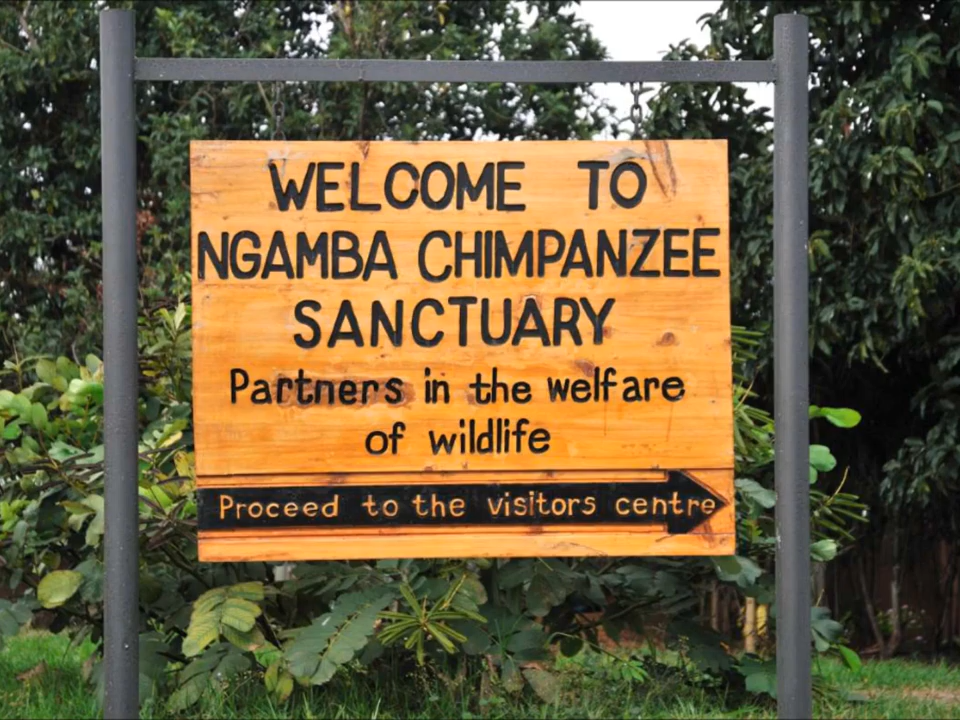 WELCOME TO
NGAMBA CHIMPANZEE
SANCTUARY
Partners in the welfare
of wildlife
Proceed to the visitors centre